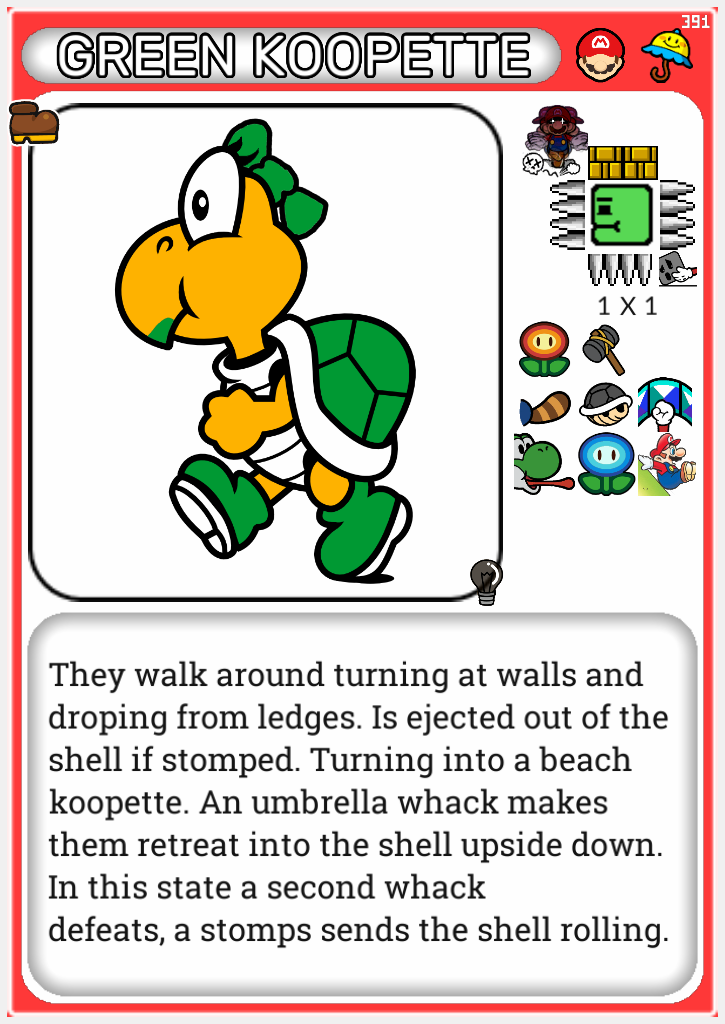 391
GREEN KOOPETTE
M
1 X 1
They walk around turning at walls and
droping from ledges. Is ejected out of the
shell if stomped. Turning into a beach
koopette. An umbrella whack makes
them retreat into the shell upside down.
In this state a second whack
defeats, a stomps sends the shell rolling.